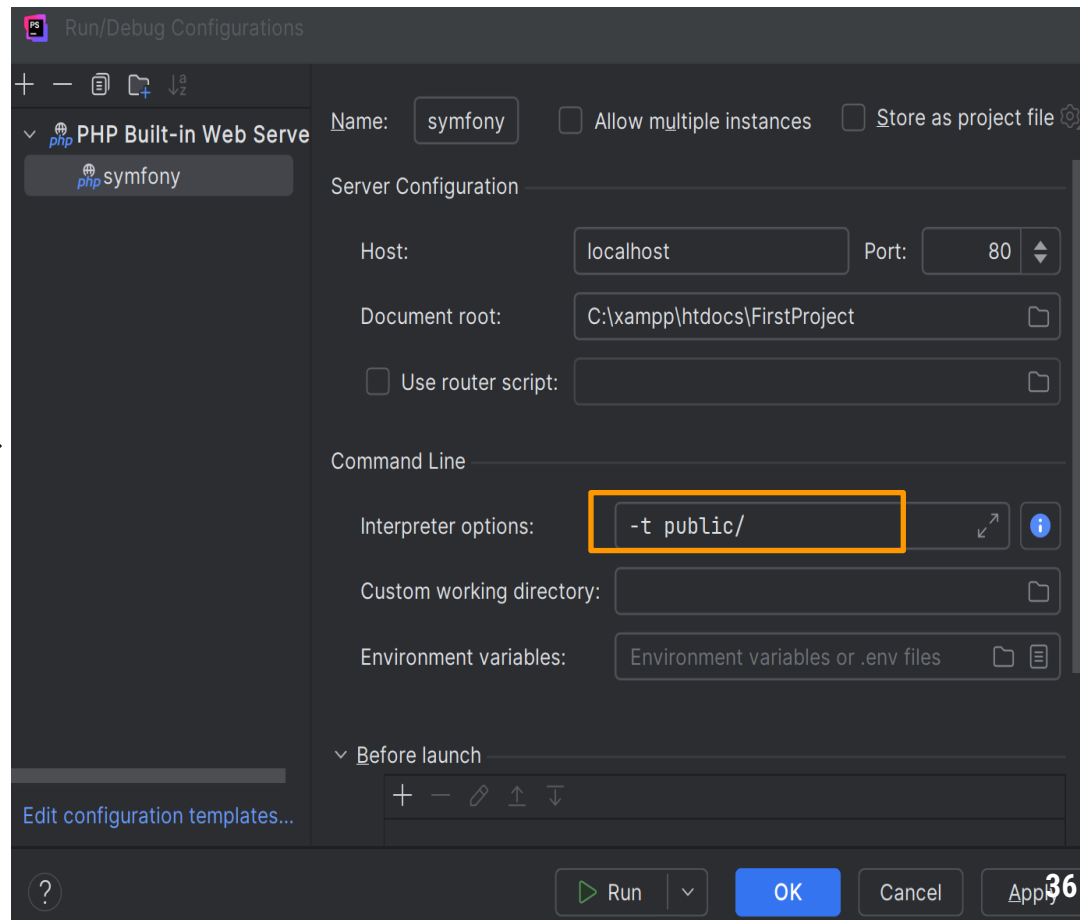 PS
Run/Debug Configurations
a
z
php PHP Built-in Web Serve
php symfony
Name: symfony Allow multiple instances Store as project file
Server Configuration
Host: localhost Port: 80
Document root: C:\xampp\htdocs\FirstProject
Use router script:
Command Line
Interpreter options: -t public/
Custom working directory:
Environment variables: Environment variables or .env files
Before launch
Edit configuration templates...
? Run OK Cancel Apply
36